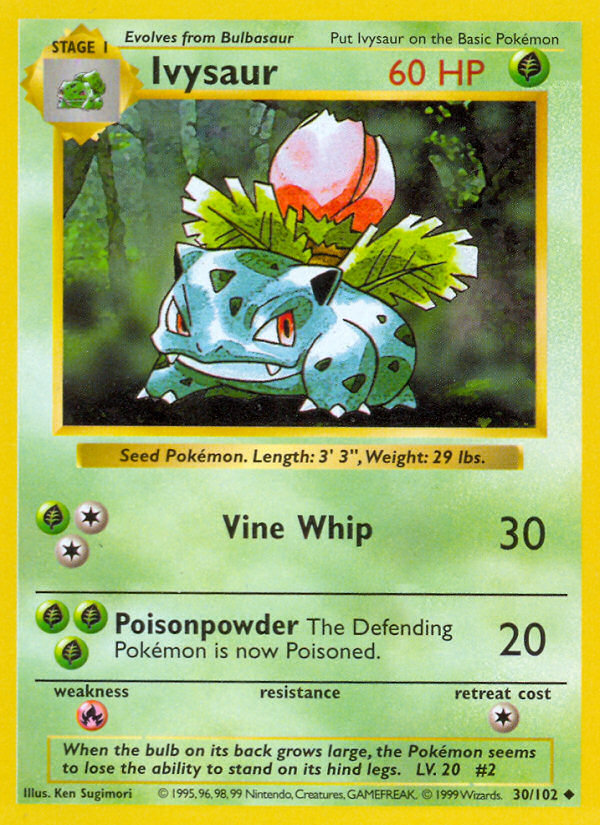 STAGE 1
Evolves from Bulbasaur
Put Ivysaur on the Basic Pokémon
Ivysaur
60 HP
Seed Pokémon. Length: 3' 3", Weight: 29 lbs.
Vine Whip 30
Poisonpowder The Defending
Pokémon is now Poisoned.
20
weakness
resistance
retreat cost
When the bulb on its back grows large, the Pokémon seems
to lose the ability to stand on its hind legs. LV. 20 #2
Illus. Ken Sugimori
© 1995, 96, 98, 99 Nintendo, Creatures, GAMEFREAK. © 1999 Wizards.
30/102